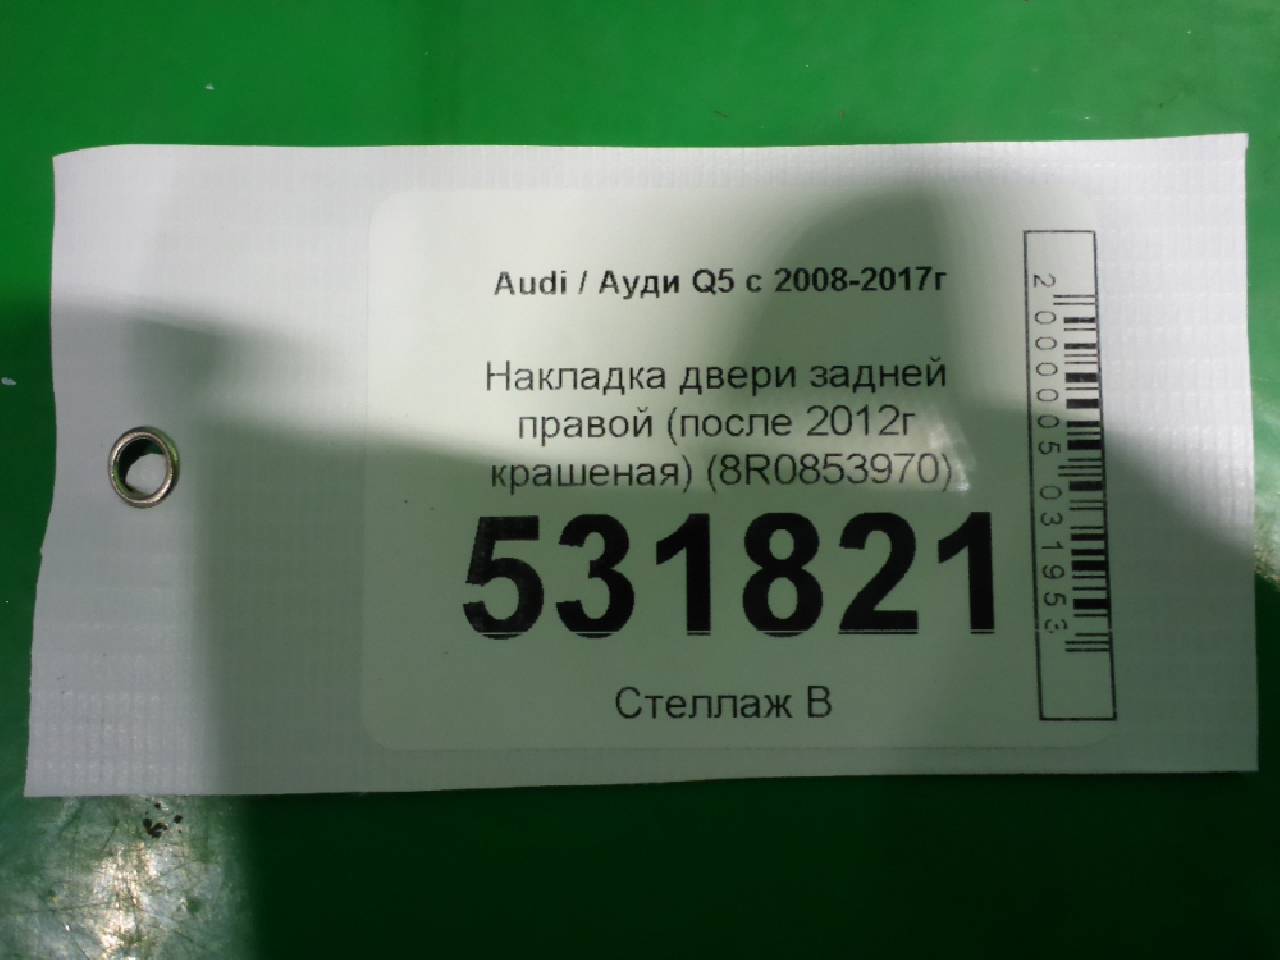 Audi / Ауди Q5 с 2008-2017г
Накладка двери задней
правой (после 2012г
крашеная) (8R0853970)
531821
Стеллаж В
2000005031953